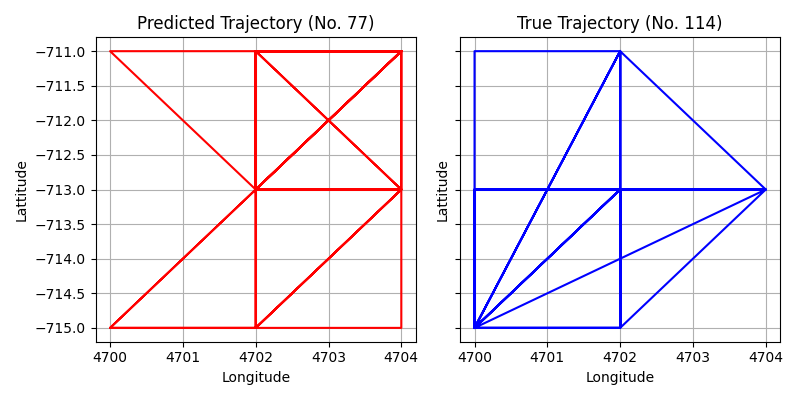 Predicted Trajectory (No. 77)
−711.0
−711.5
−712.0
−712.5
−713.0
−713.5
−714.0
−714.5
−715.0
Lattitude
4700 4701 4702 4703 4704
Longitude
True Trajectory (No. 114)
Lattitude
4700 4701 4702 4703 4704
Longitude